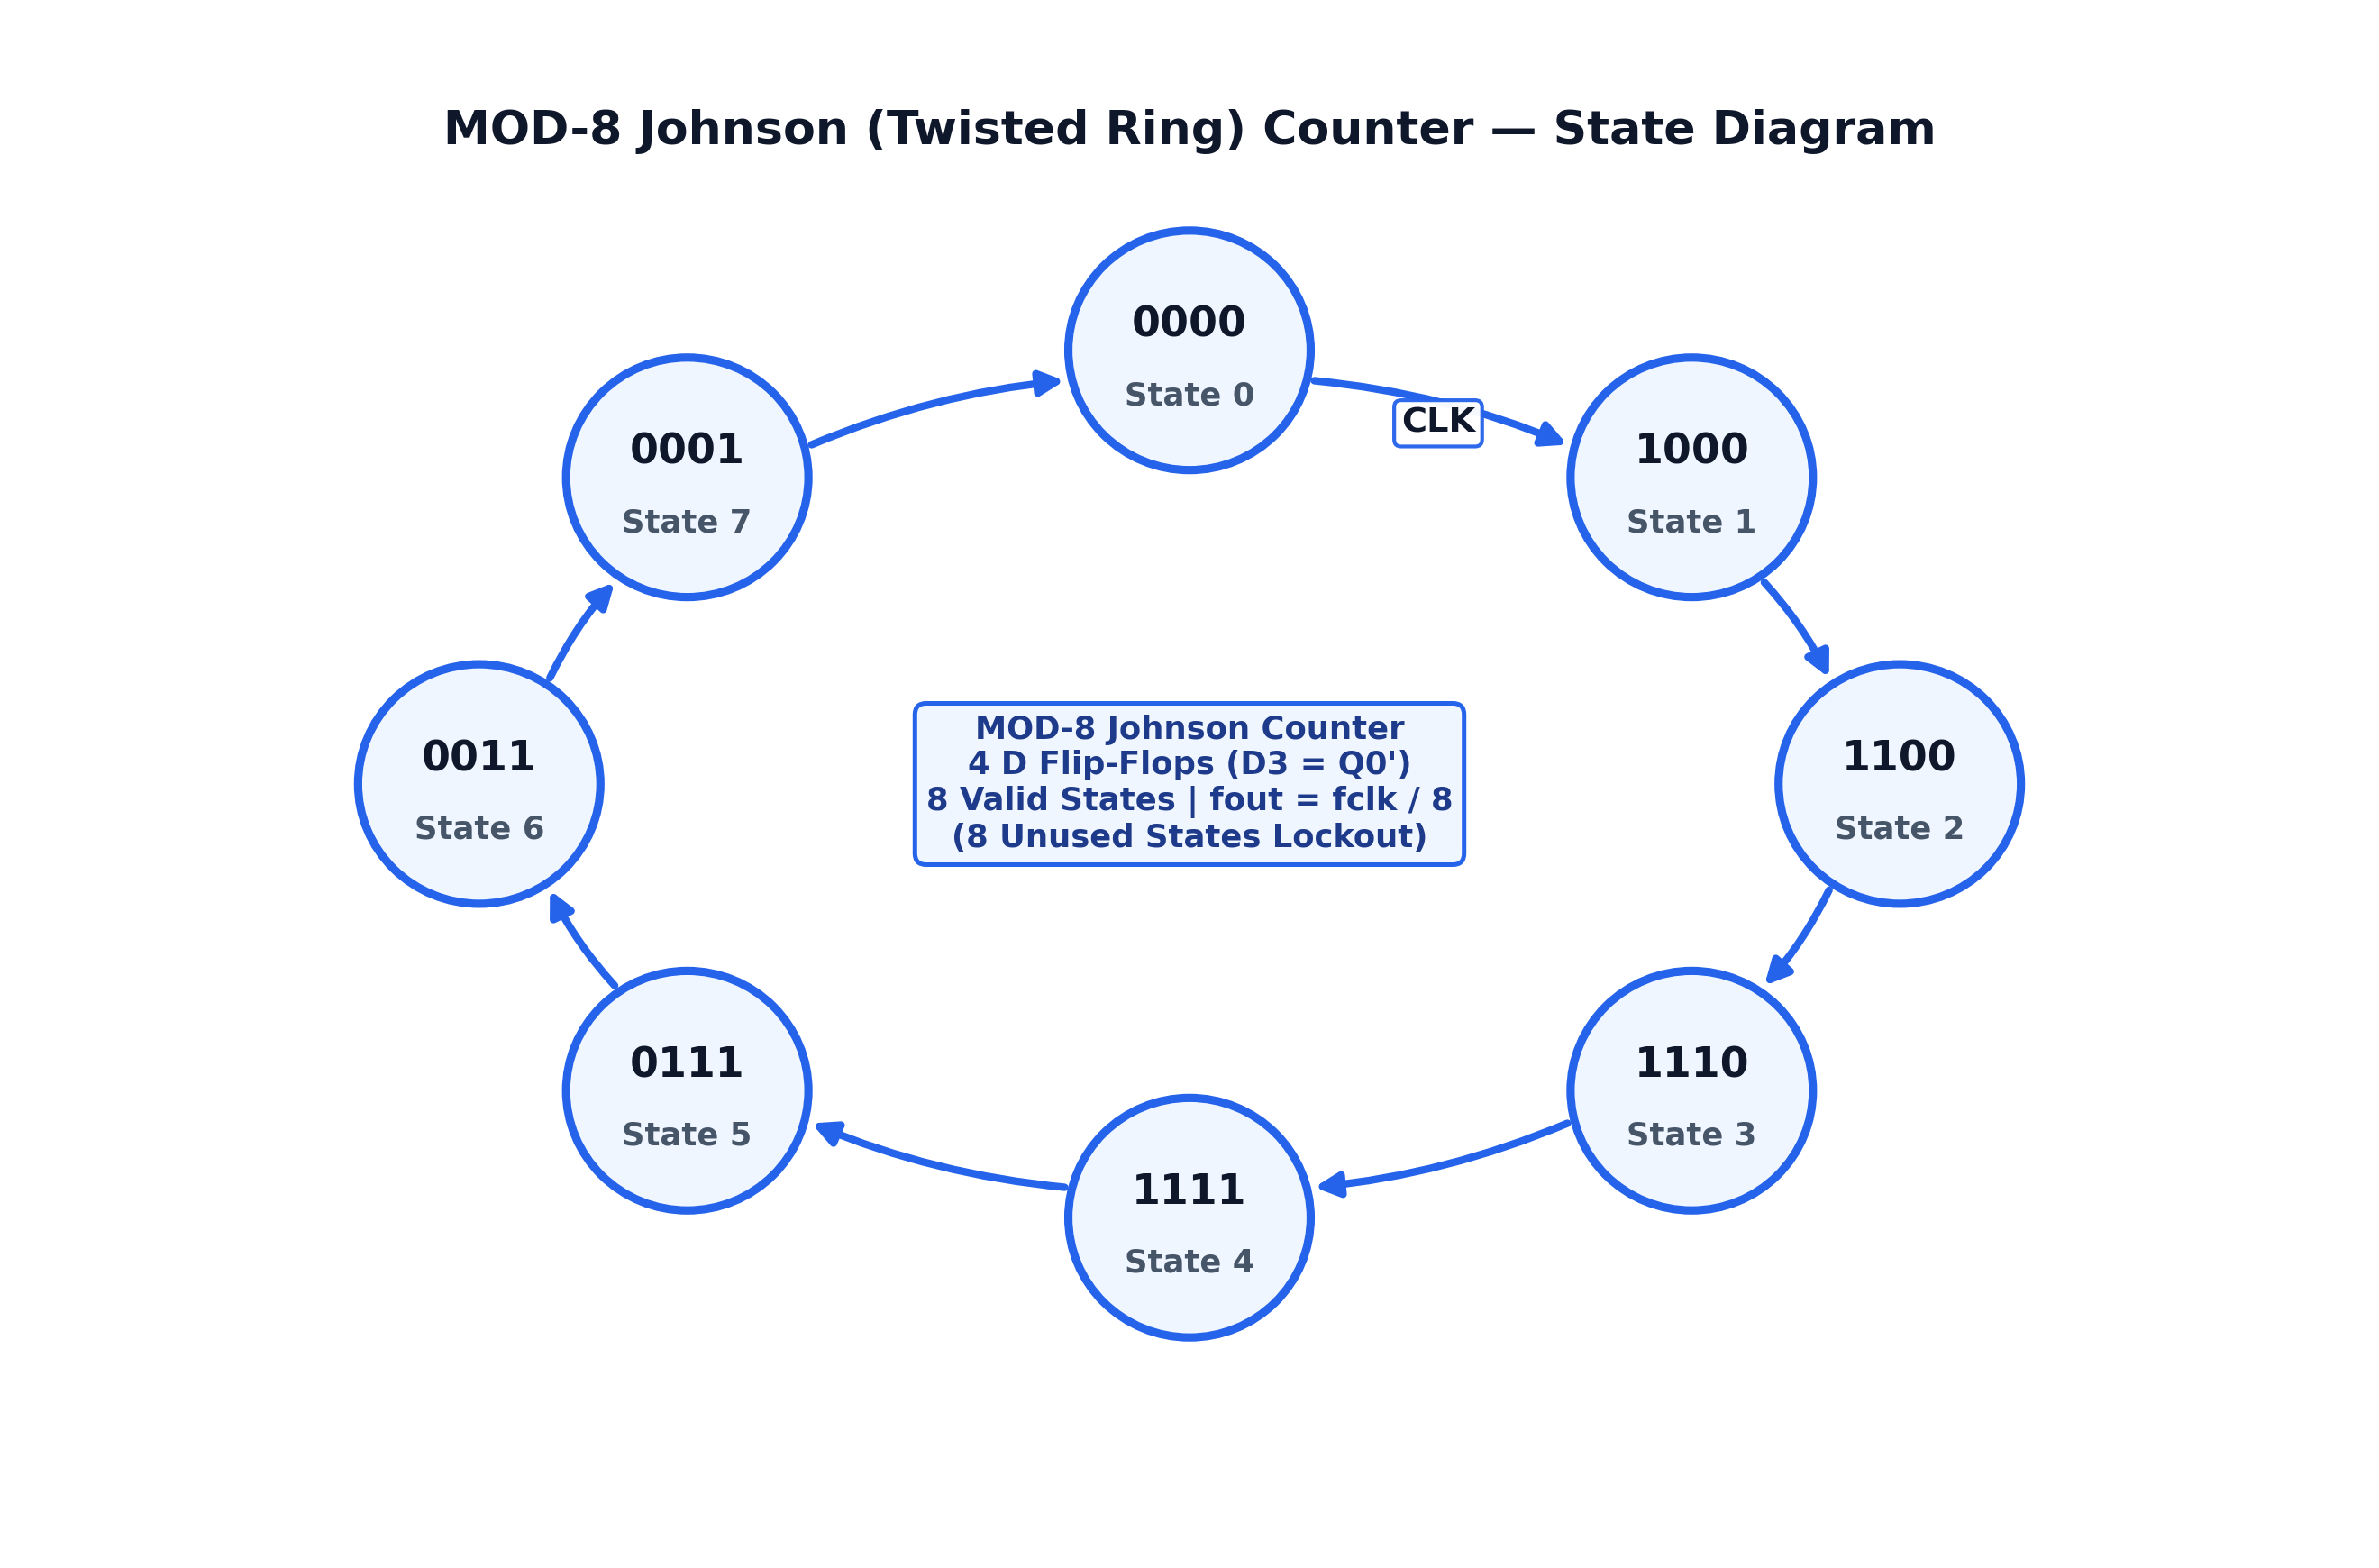 MOD-8 Johnson (Twisted Ring) Counter — State Diagram
0000
State 0
CLK
1000
State 1
1100
State 2
1110
State 3
1111
State 4
0111
State 5
0011
State 6
0001
State 7
MOD-8 Johnson Counter
4 D Flip-Flops (D3 = Q0')
8 Valid States | fout = fclk / 8
(8 Unused States Lockout)